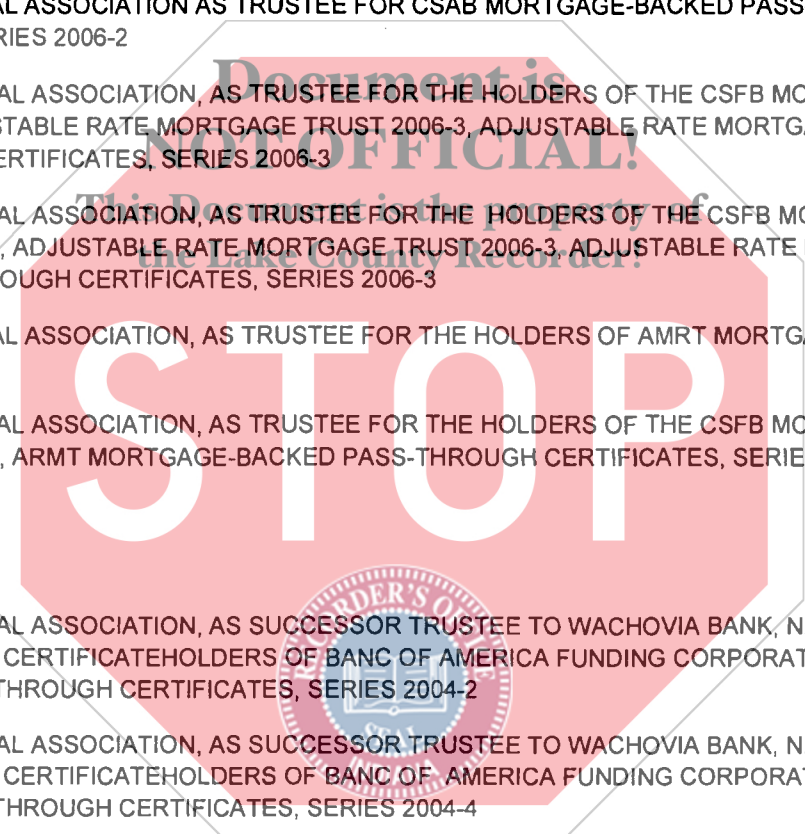 AL ASSOCIATION AS TRUSTEE FOR CSAB MORTGAGE-BACKED PASS
RIES 2006-2
Document is
AL ASSOCIATION, AS TRUSTEE FOR THE HOLDERS OF THE CSFB MO
STABLE RATE MORTGAGE TRUST 2006-3, ADJUSTABLE RATE MORTGA
NOT OFFICIAL!
ERTIFICATES, SERIES 2006-3
This Document is the property of
AL ASSOCIATION, AS TRUSTEE FOR THE HOLDERS OF THE CSFB MO
, ADJUSTABLE RATE MORTGAGE TRUST 2006-3, ADJUSTABLE RATE
the Lake County Recorder!
OUGH CERTIFICATES, SERIES 2006-3
AL ASSOCIATION, AS TRUSTEE FOR THE HOLDERS OF AMRT MORTGA
STOP
AL ASSOCIATION, AS TRUSTEE FOR THE HOLDERS OF THE CSFB MO
, ARMT MORTGAGE-BACKED PASS-THROUGH CERTIFICATES, SERIE
RECORDER'S OFFICE
AL ASSOCIATION, AS SUCCESSOR TRUSTEE TO WACHOVIA BANK, N
CERTIFICATEHOLDERS OF BANC OF AMERICA FUNDING CORPORAT
THROUGH CERTIFICATES, SERIES 2004-2
SEAL
AL ASSOCIATION, AS SUCCESSOR TRUSTEE TO WACHOVIA BANK, N
INDIANA
CERTIFICATEHOLDERS OF BANC OF AMERICA FUNDING CORPORAT
THROUGH CERTIFICATES, SERIES 2004-4